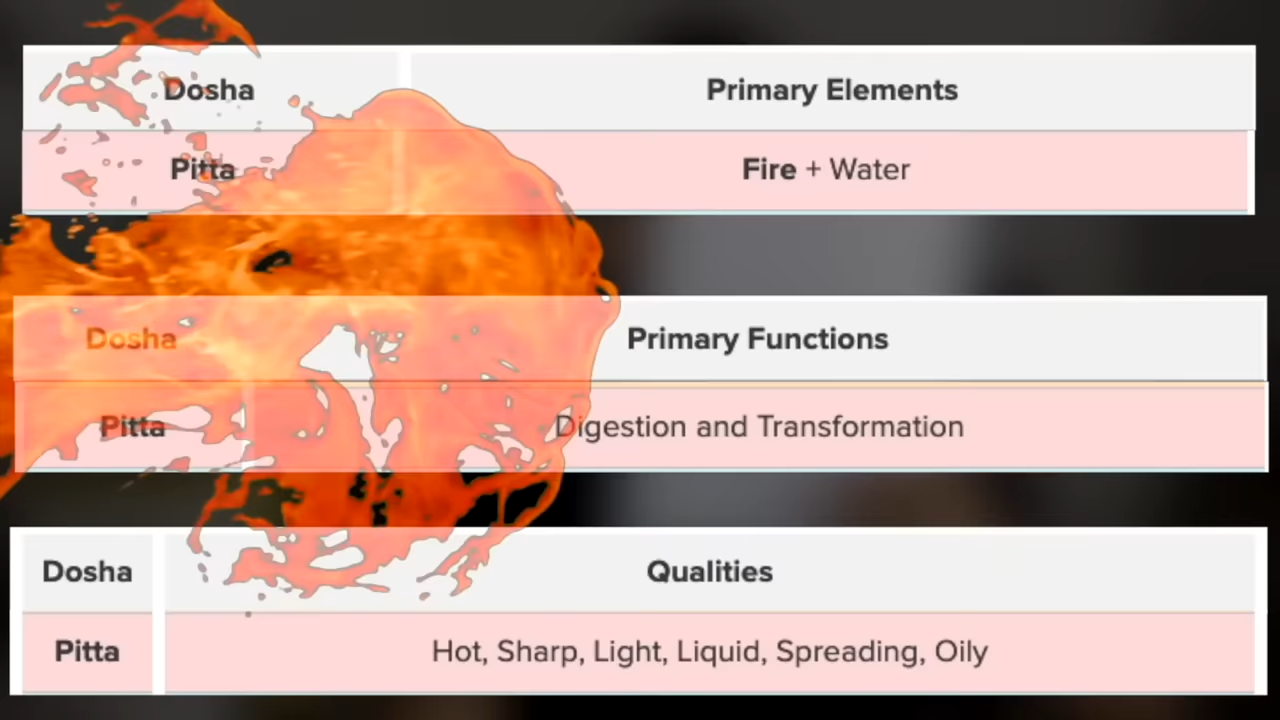 Dosha Primary Elements
Pitta Fire + Water
Dosha Primary Functions
Pitta Digestion and Transformation
Dosha Qualities
Pitta Hot, Sharp, Light, Liquid, Spreading, Oily